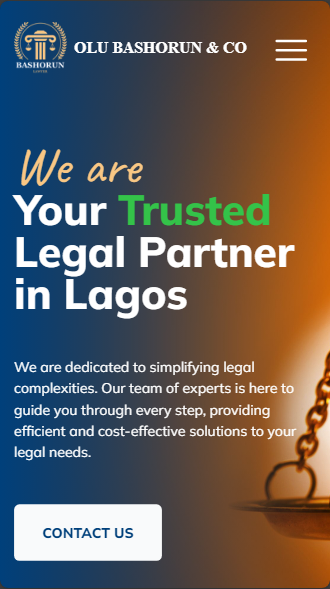 BASHORUN
LAWYER
OLU BASHORUN & CO
We are
Your Trusted
Legal Partner
in Lagos
We are dedicated to simplifying legal
complexities. Our team of experts is here to
guide you through every step, providing
efficient and cost-effective solutions to your
legal needs.
CONTACT US